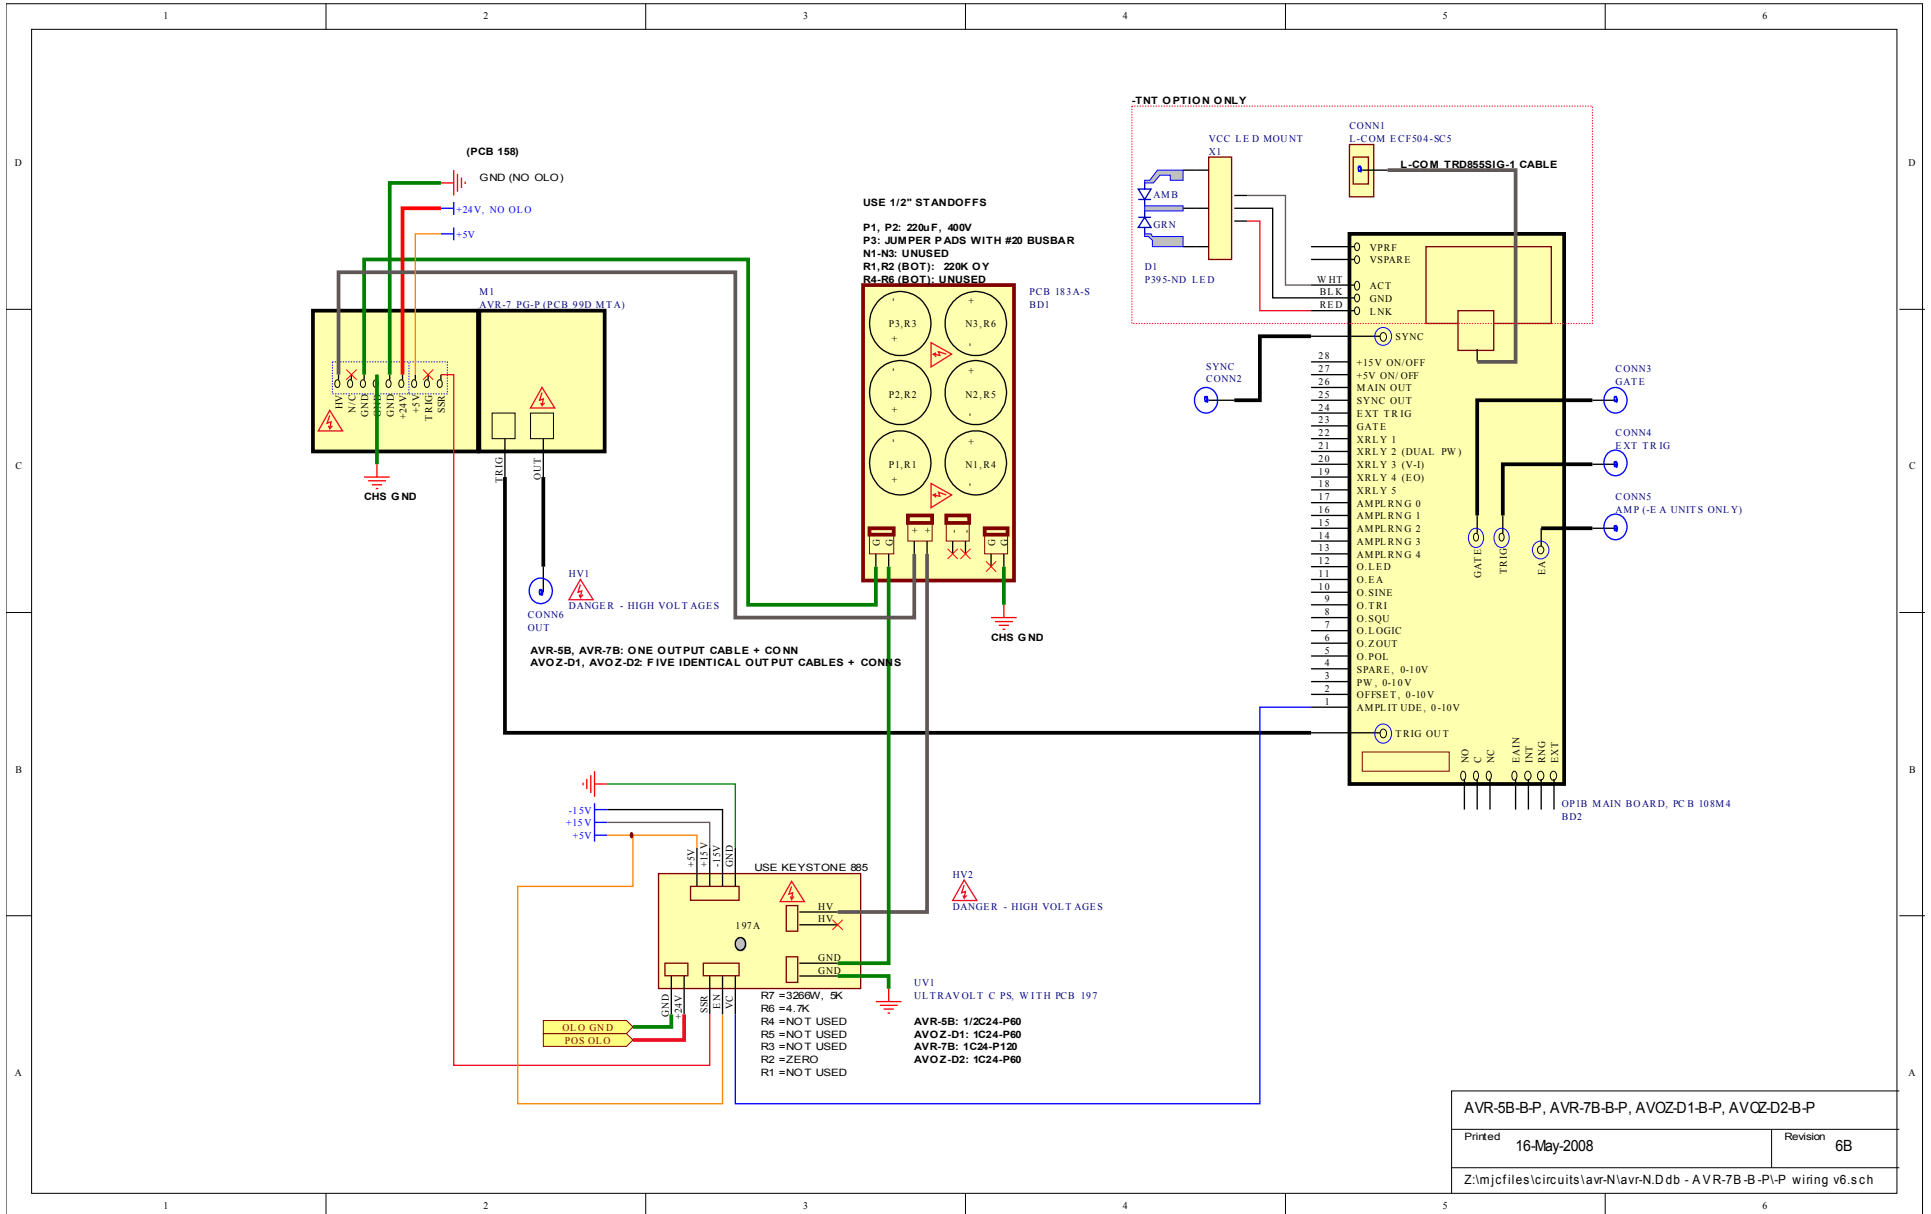 1 2 3 4 5 6
D
C
B
A
D
C
B
A
(PCB 158)
GND (NO OLO)
+24V, NO OLO
+5V
M1
AVR-7 PG-P (PCB 99D MTA)
HV
N/C
GND
GND
GND
+24V
+5V
TRIG
SSR
TRIG
OUT
CHS GND
CONN6
OUT
HV1
DANGER - HIGH VOLTAGES
AVR-5B, AVR-7B: ONE OUTPUT CABLE + CONN
AVOZ-D1, AVOZ-D2: FIVE IDENTICAL OUTPUT CABLES + CONNS
USE 1/2" STANDOFFS
P1, P2: 220uF, 400V
P3: JUMPER PADS WITH #20 BUSBAR
N1-N3: UNUSED
R1,R2 (BOT): 220K OY
R4-R6 (BOT): UNUSED
PCB 183A-S
BD1
- +
P3,R3 N3,R6
+ -
- +
P2,R2 N2,R5
+ -
- +
P1,R1 N1,R4
+ -
G G + + - - G G
CHS GND
-TNT OPTION ONLY
VCC LED MOUNT
X1
AMB
GRN
D1
P395-ND LED
CONN1
L-COM ECF504-SC5
L-COM TRD855SIG-1 CABLE
VPRF
VSPARE
WHT ACT
BLK GND
RED LNK
SYNC
SYNC
CONN2
28 +15V ON/OFF
27 +5V ON/OFF
26 MAIN OUT
25 SYNC OUT
24 EXT TRIG
23 GATE
22 XRLY 1
21 XRLY 2 (DUAL PW)
20 XRLY 3 (V-I)
19 XRLY 4 (EO)
18 XRLY 5
17 AMPLRNG 0
16 AMPLRNG 1
15 AMPLRNG 2
14 AMPLRNG 3
13 AMPLRNG 4
12 O.LED
11 O.EA
10 O.SINE
9 O.TRI
8 O.SQU
7 O.LOGIC
6 O.ZOUT
5 O.POL
4 SPARE, 0-10V
3 PW, 0-10V
2 OFFSET, 0-10V
1 AMPLITUDE, 0-10V
TRIG OUT
GATE
TRIG
EA
CONN3
GATE
CONN4
EXT TRIG
CONN5
AMP (-EA UNITS ONLY)
NO
C
NC
EAIN
INT
RNG
EXT
OP1B MAIN BOARD, PCB 108M4
BD2
-15V
+15V
+5V
+5V
+15V
-15V
GND
USE KEYSTONE 885
197A
HV
HV
GND
GND
GND
+24V
SSR
EN
VC
OLO GND
POS OLO
HV2
DANGER - HIGH VOLTAGES
UV1
ULTRAVOLT C PS, WITH PCB 197
R7 =3266W, 5K
R6 =4.7K
R4 =NOT USED
R5 =NOT USED
R3 =NOT USED
R2 =ZERO
R1 =NOT USED
AVR-5B: 1/2C24-P60
AVOZ-D1: 1C24-P60
AVR-7B: 1C24-P120
AVOZ-D2: 1C24-P60
AVR-5B-B-P, AVR-7B-B-P, AVOZ-D1-B-P, AVOZ-D2-B-P
Printed 16-May-2008
Revision 6B
Z:\mjcfiles\circuits\avr-N\avr-N.Ddb - AVR-7B-B-P\-P wiring v6.sch
1 2 3 4 5 6